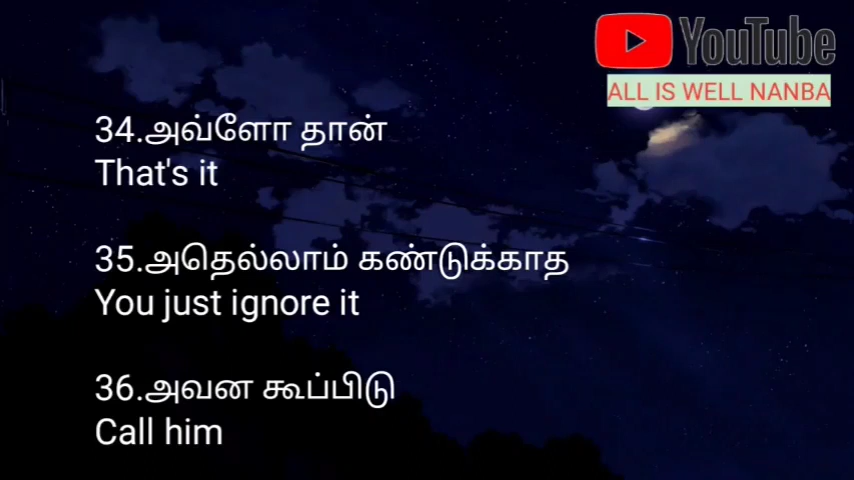 YouTube
ALL IS WELL NANBA
34.அவ்ளோ தான்
That's it
35.அதெல்லாம் கண்டுக்காத
You just ignore it
36.அவன கூப்பிடு
Call him